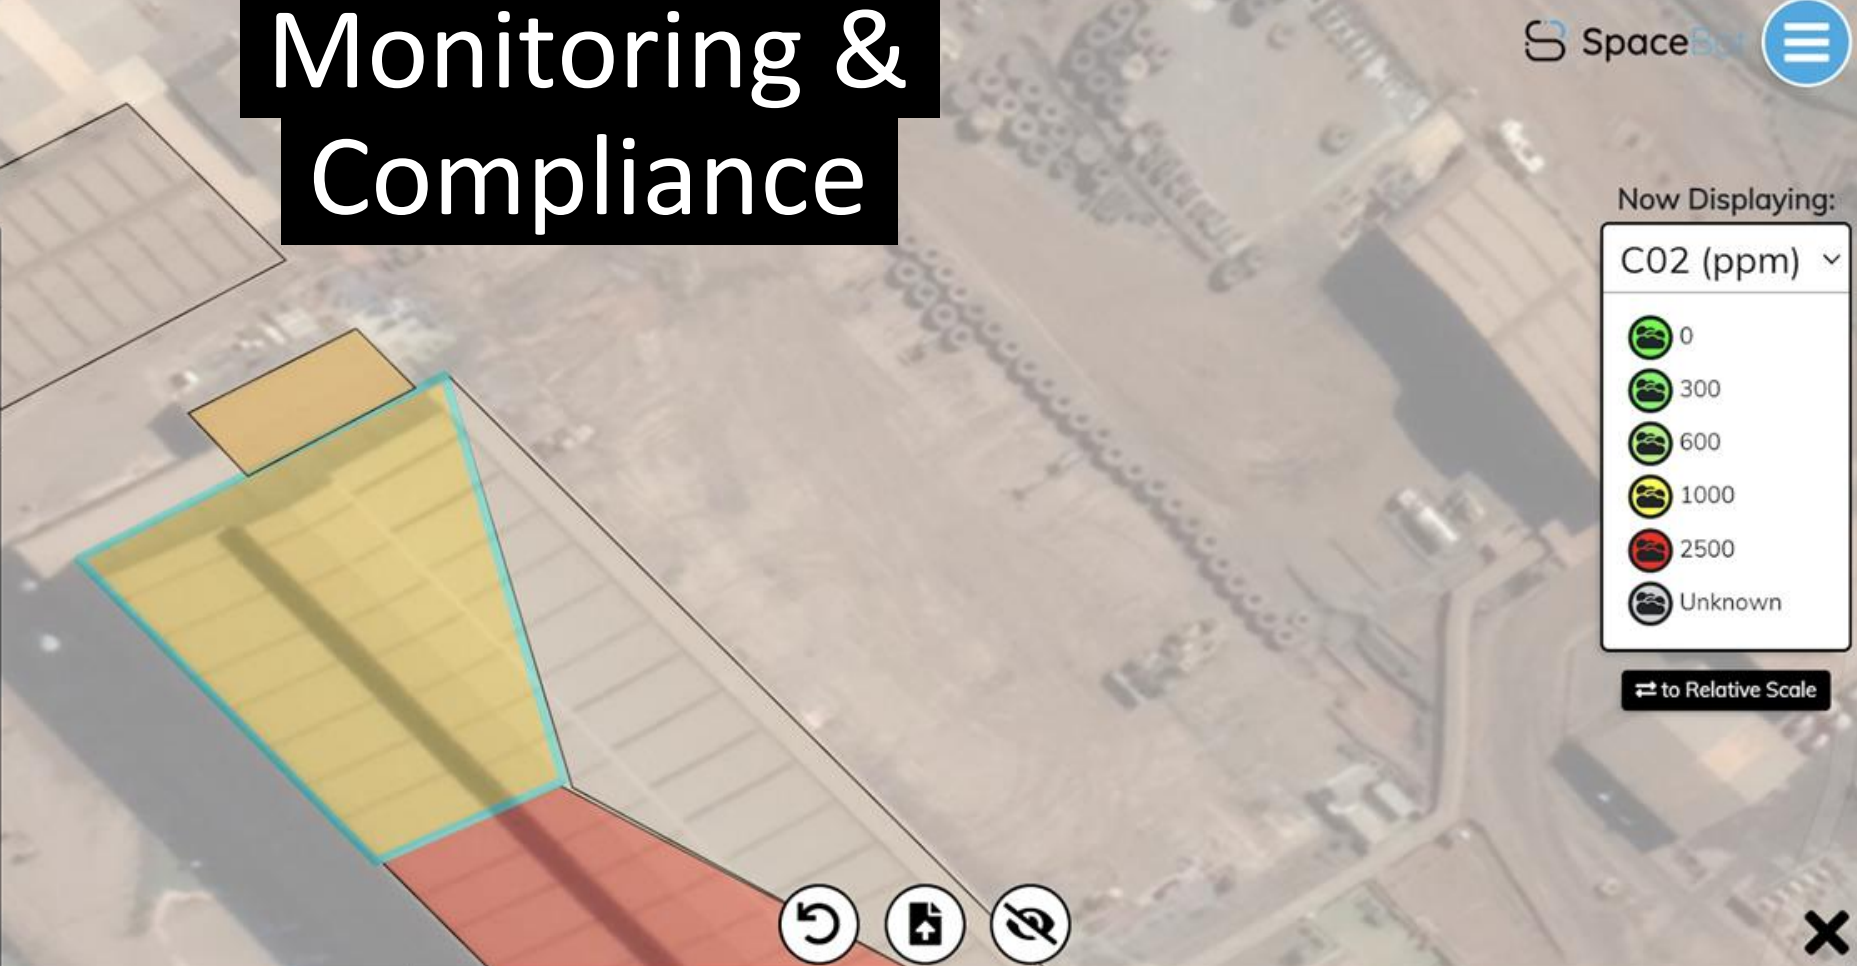 Monitoring &
Compliance
Space
Now Displaying:
C02 (ppm)
0
300
600
1000
2500
Unknown
to Relative Scale